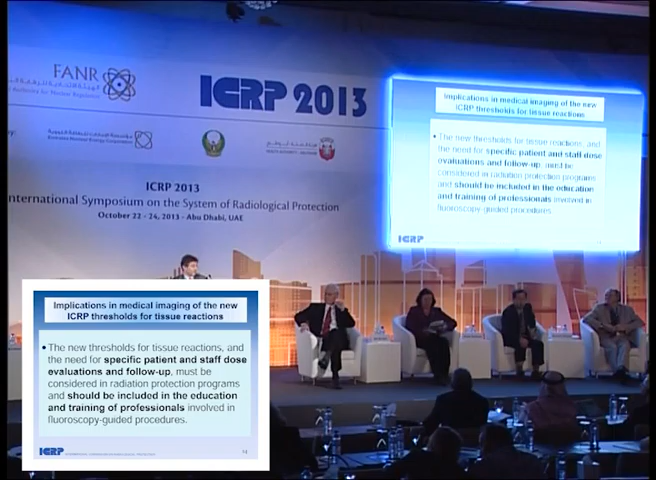 FANR
الهيئة الاتحادية للرقابة النووية
ICRP 2013
ICRP 2013
International Symposium on the System of Radiological Protection
October 22 - 24, 2013 - Abu Dhabi, UAE
Implications in medical imaging of the new
ICRP thresholds for tissue reactions
• The new thresholds for tissue reactions, and
the need for specific patient and staff dose
evaluations and follow-up, must be
considered in radiation protection programs
and should be included in the education
and training of professionals involved in
fluoroscopy-guided procedures.
ICRP
Implications in medical imaging of the new
ICRP thresholds for tissue reactions
• The new thresholds for tissue reactions, and
the need for specific patient and staff dose
evaluations and follow-up, must be
considered in radiation protection programs
and should be included in the education
and training of professionals involved in
fluoroscopy-guided procedures.
ICRP